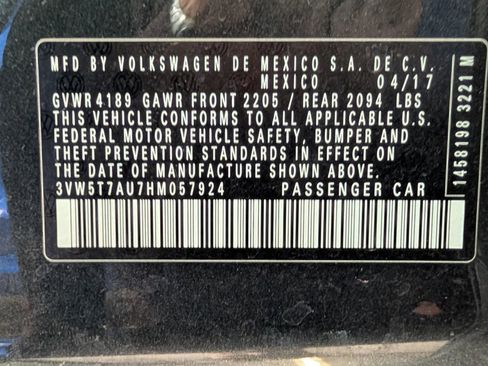 MFD BY VOLKSWAGEN DE MEXICO S.A. DE C.V.
MEXICO 04/17
GVWR 4189 GAWR FRONT 2205 / REAR 2094 LBS
THIS VEHICLE CONFORMS TO ALL APPLICABLE U.S.
FEDERAL MOTOR VEHICLE SAFETY, BUMPER AND
THEFT PREVENTION STANDARDS IN EFFECT ON
THE DATE OF MANUFACTURE SHOWN ABOVE.
3VW5T7AU7HM057924 PASSENGER CAR
1458198 3221 M